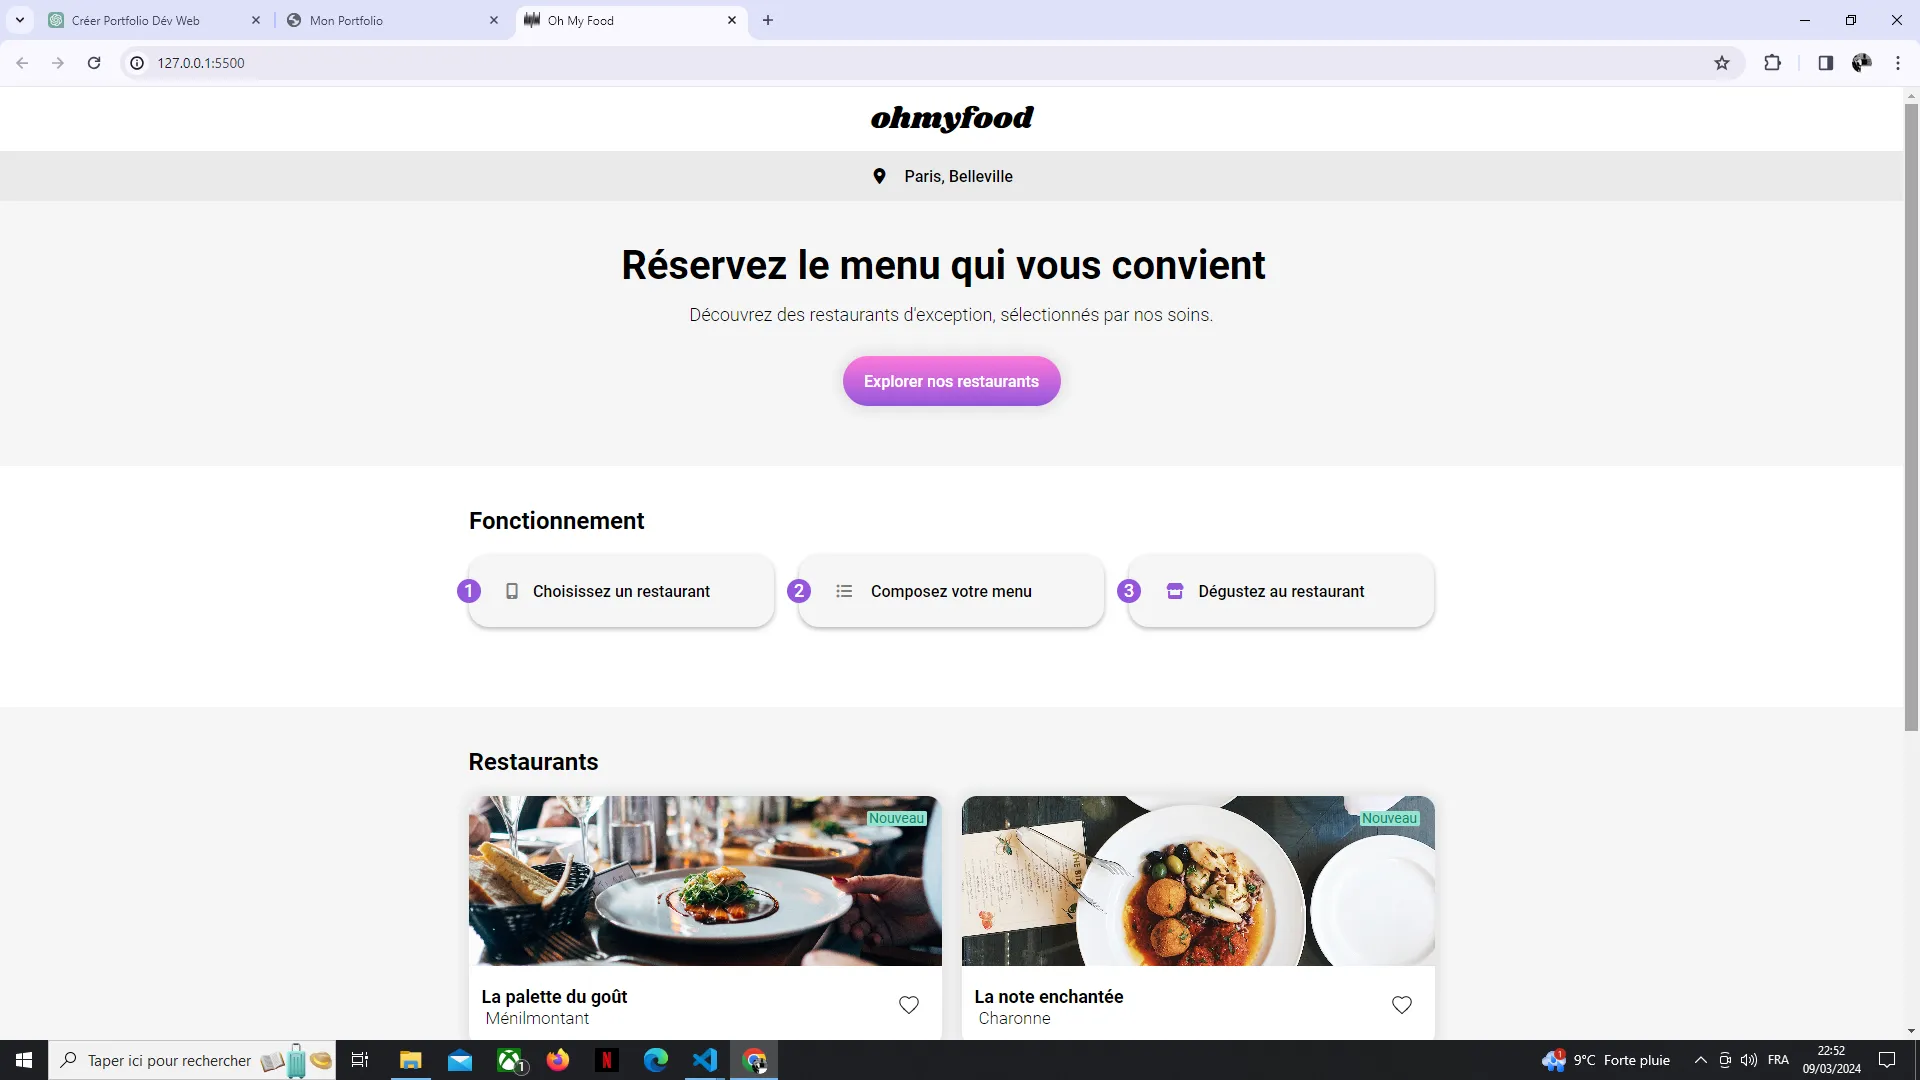 Créer Portfolio Dév Web
Mon Portfolio
Oh My Food
127.0.0.1:5500
ohmyfood
Paris, Belleville
Réservez le menu qui vous convient
Découvrez des restaurants d'exception, sélectionnés par nos soins.
Explorer nos restaurants
Fonctionnement
1 Choisissez un restaurant
2 Composez votre menu
3 Dégustez au restaurant
Restaurants
Nouveau
Nouveau
La palette du goût
Ménilmontant
La note enchantée
Charonne
Taper ici pour rechercher
1
N
1
9°C Forte pluie
FRA
22:52
09/03/2024